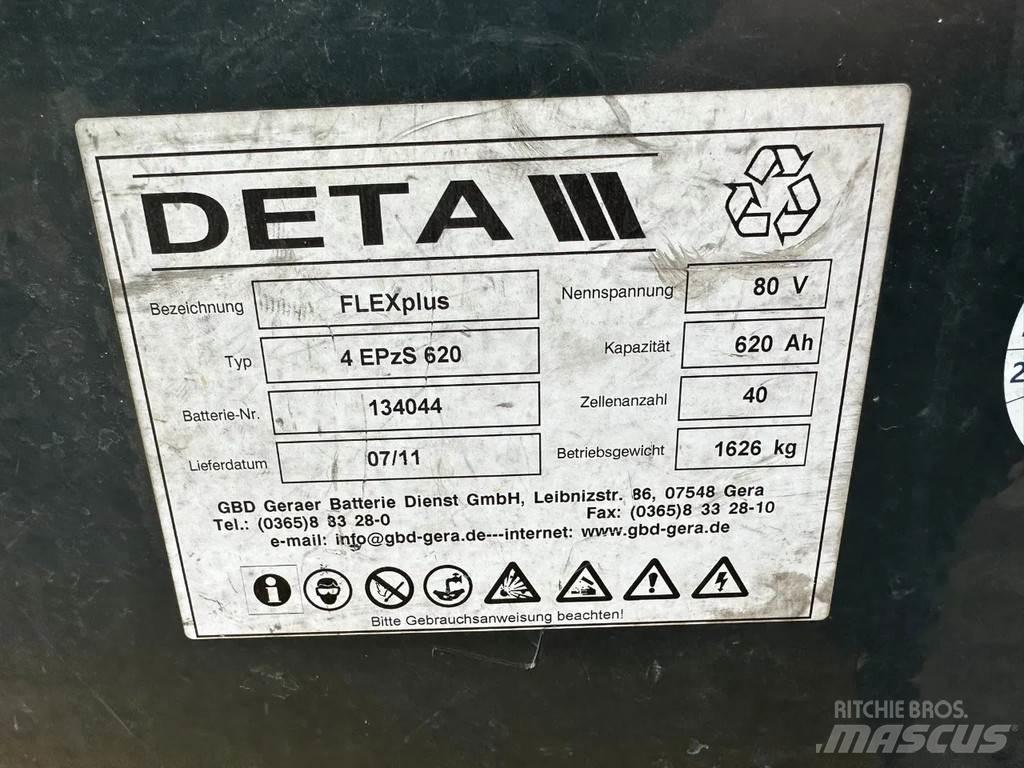 DETA
Bezeichnung FLEXplus
Typ 4 EPzS 620
Batterie-Nr. 134044
Lieferdatum 07/11
Nennspannung 80 V
Kapazität 620 Ah
Zellenanzahl 40
Betriebsgewicht 1626 kg
GBD Geraer Batterie Dienst GmbH, Leibnizstr. 86, 07548 Gera
Tel.: (0365)8 33 28-0 Fax: (0365)8 33 28-10
e-mail: info@gbd-gera.de---internet: www.gbd-gera.de
Bitte Gebrauchsanweisung beachten!
2
RITCHIE BROS.
MASCUS